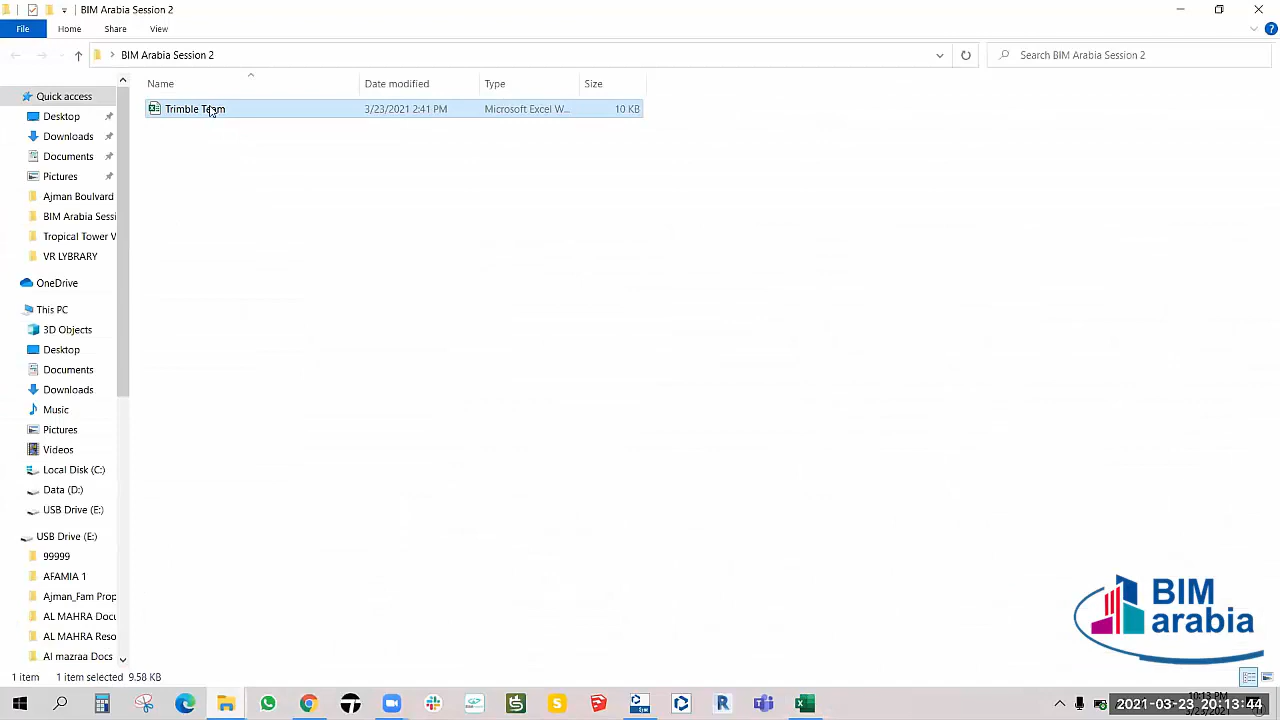 BIM Arabia Session 2
File Home Share View
BIM Arabia Session 2
Search BIM Arabia Session 2
Name Date modified Type Size
Trimble Team 3/23/2021 2:41 PM Microsoft Excel W... 10 KB
Quick access
Desktop
Downloads
Documents
Pictures
Ajman Boulvard
BIM Arabia Sessi
Tropical Tower V
VR LYBRARY
OneDrive
This PC
3D Objects
Desktop
Documents
Downloads
Music
Pictures
Videos
Local Disk (C:)
Data (D:)
USB Drive (E:)
USB Drive (E:)
99999
AFAMIA 1
Ajman_Fam Prop
AL MAHRA Docu
AL MAHRA Reso
Al mazraa Docs
BIM
arabia
1 item 1 item selected 9.58 KB
10:13 PM
2021-03-23 20:13:44